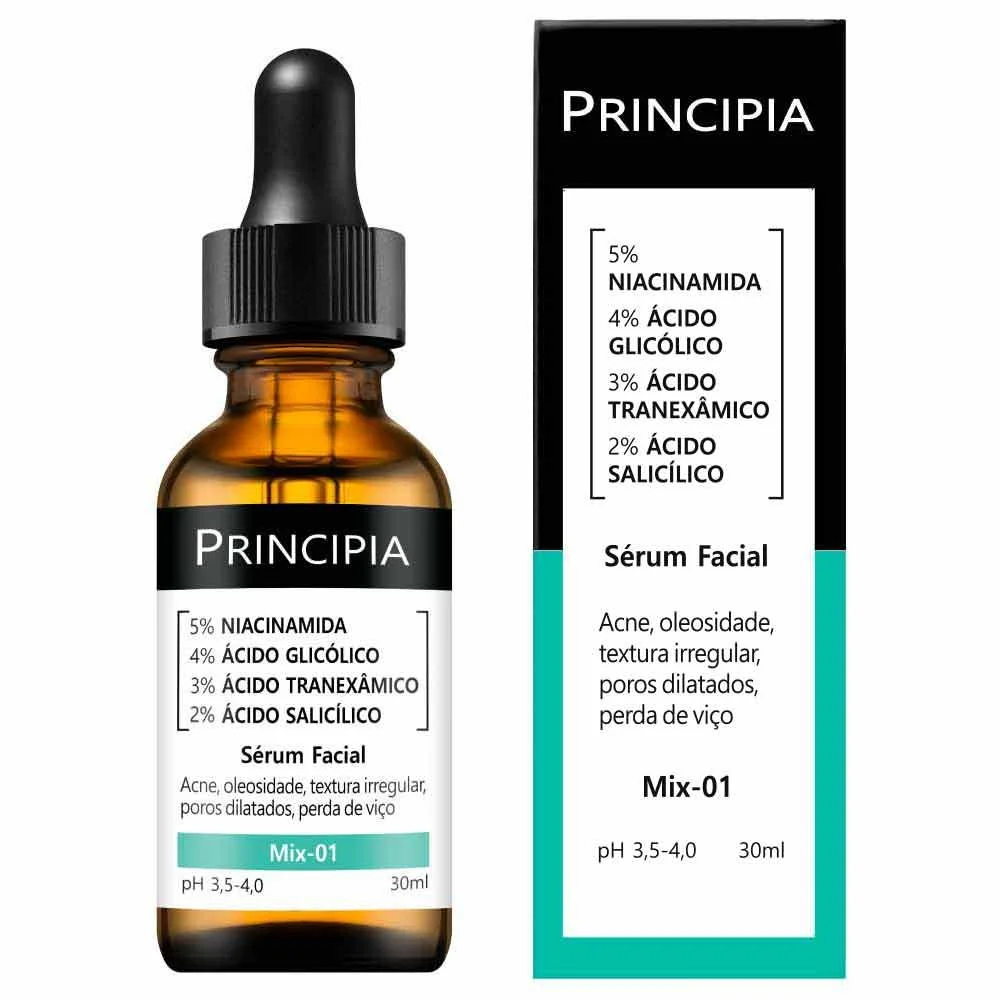 PRINCIPIA
5% NIACINAMIDA
4% ÁCIDO GLICÓLICO
3% ÁCIDO TRANEXÂMICO
2% ÁCIDO SALICÍLICO
Sérum Facial
Acne, oleosidade, textura irregular,
poros dilatados, perda de viço
Mix-01
pH 3,5-4,0 30ml
PRINCIPIA
5%
NIACINAMIDA
4% ÁCIDO
GLICÓLICO
3% ÁCIDO
TRANEXÂMICO
2% ÁCIDO
SALICÍLICO
Sérum Facial
Acne, oleosidade,
textura irregular,
poros dilatados,
perda de viço
Mix-01
pH 3,5-4,0 30ml